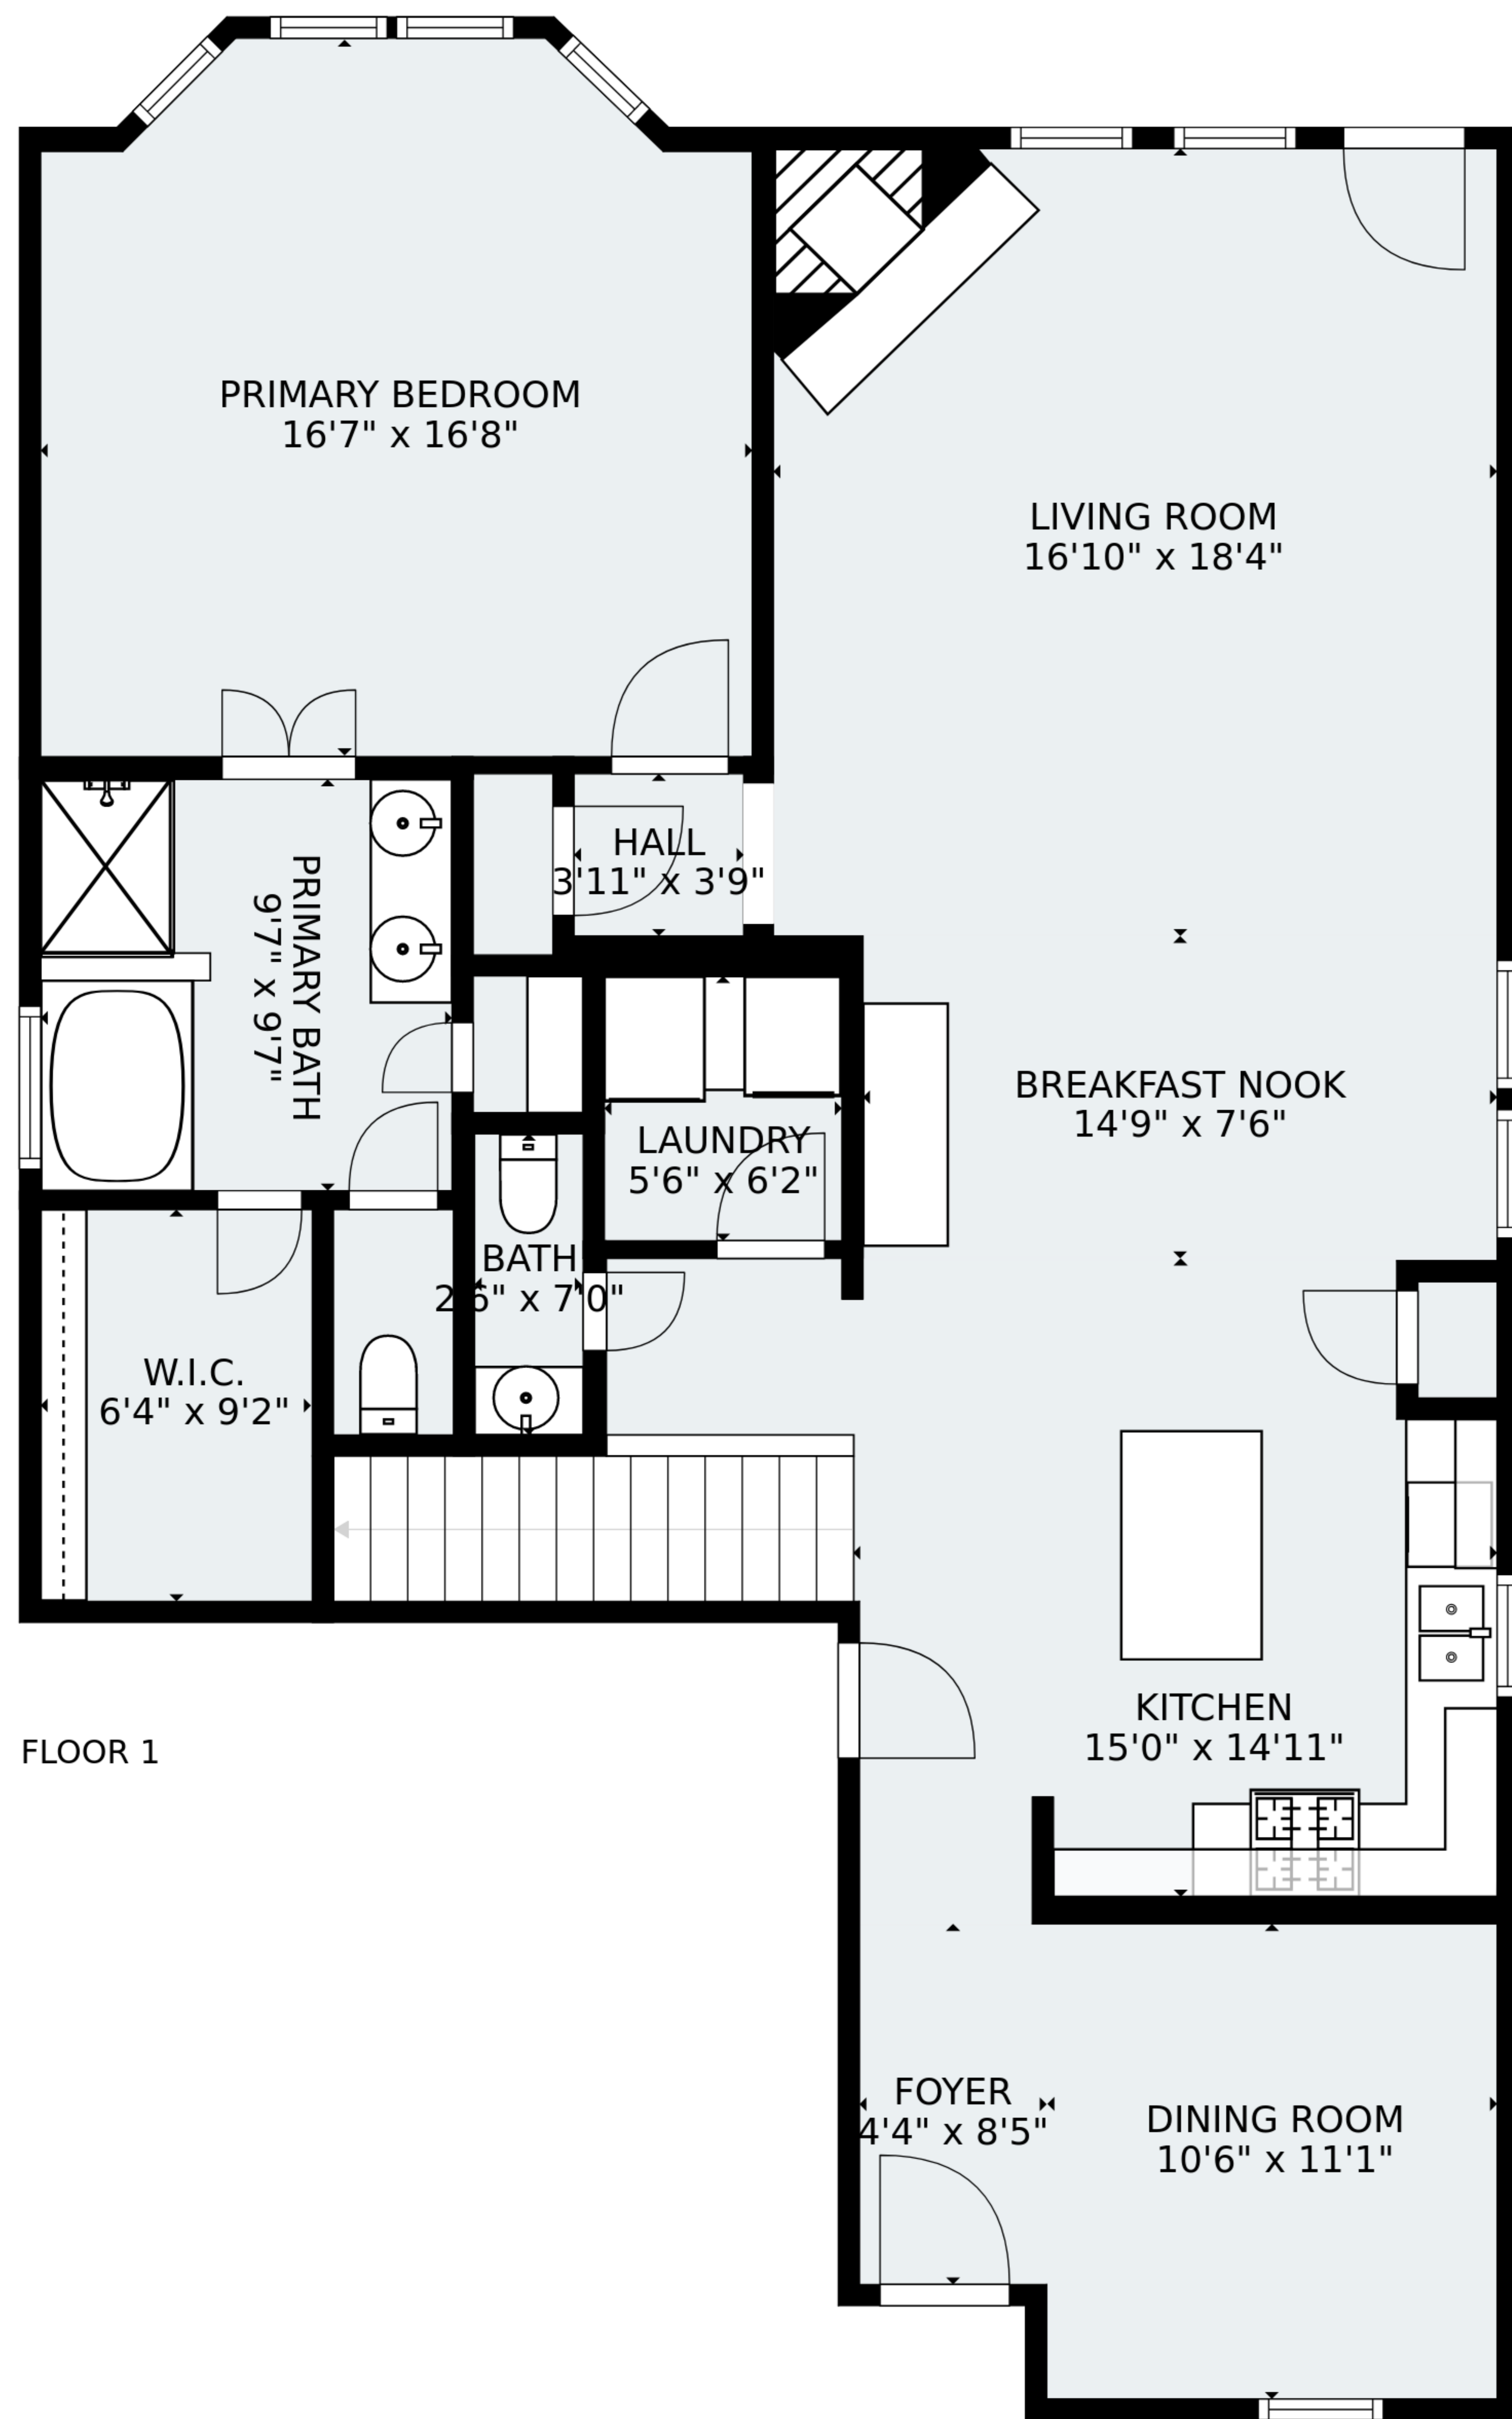 PRIMARY BEDROOM
16'7" x 16'8"
LIVING ROOM
16'10" x 18'4"
HALL
3'11" x 3'9"
PRIMARY BATH
9'7" x 9'7"
BREAKFAST NOOK
14'9" x 7'6"
LAUNDRY
5'6" x 6'2"
BATH
2'6" x 7'0"
W.I.C.
6'4" x 9'2"
KITCHEN
15'0" x 14'11"
FLOOR 1
FOYER
4'4" x 8'5"
DINING ROOM
10'6" x 11'1"